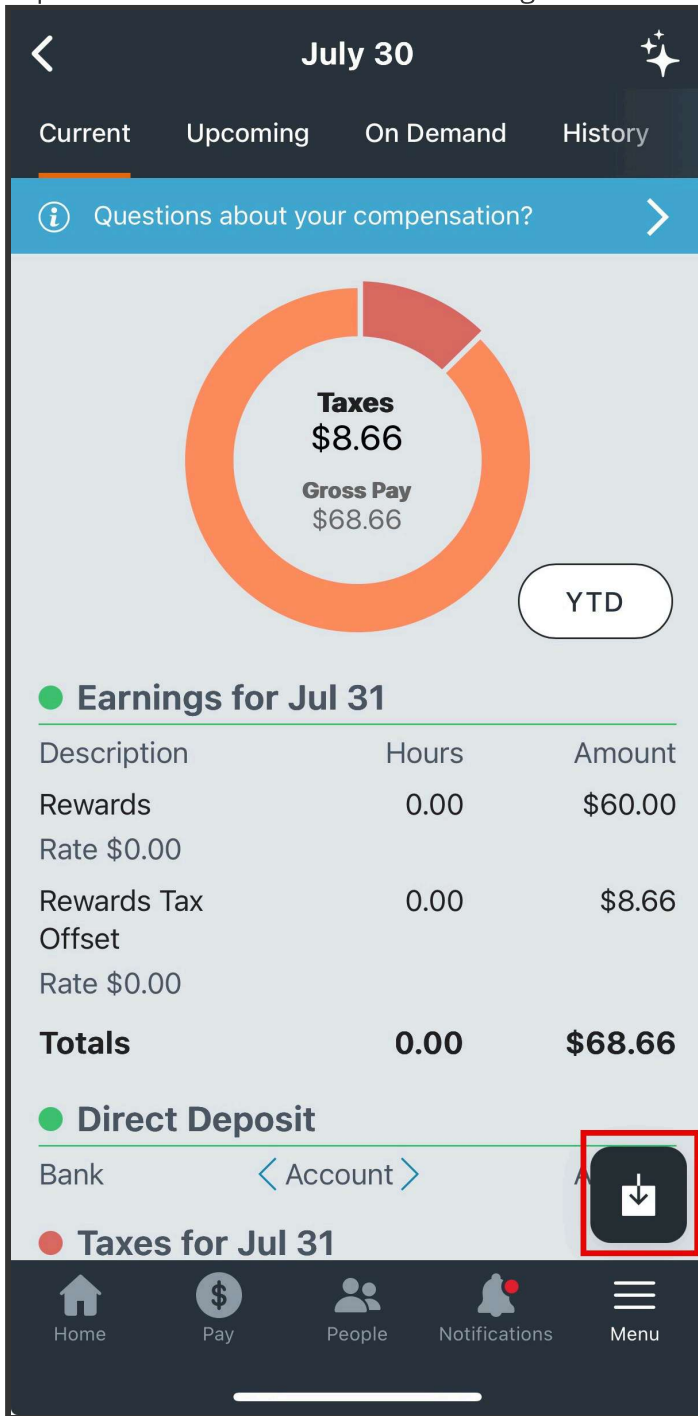 July 30
Current Upcoming On Demand History
Questions about your compensation?
Taxes
$8.66
Gross Pay
$68.66
YTD
Earnings for Jul 31
Description Hours Amount
Rewards 0.00 $60.00
Rate $0.00
Rewards Tax 0.00 $8.66
Offset
Rate $0.00
Totals 0.00 $68.66
Direct Deposit
Bank Account
Taxes for Jul 31
Home Pay People Notifications Menu